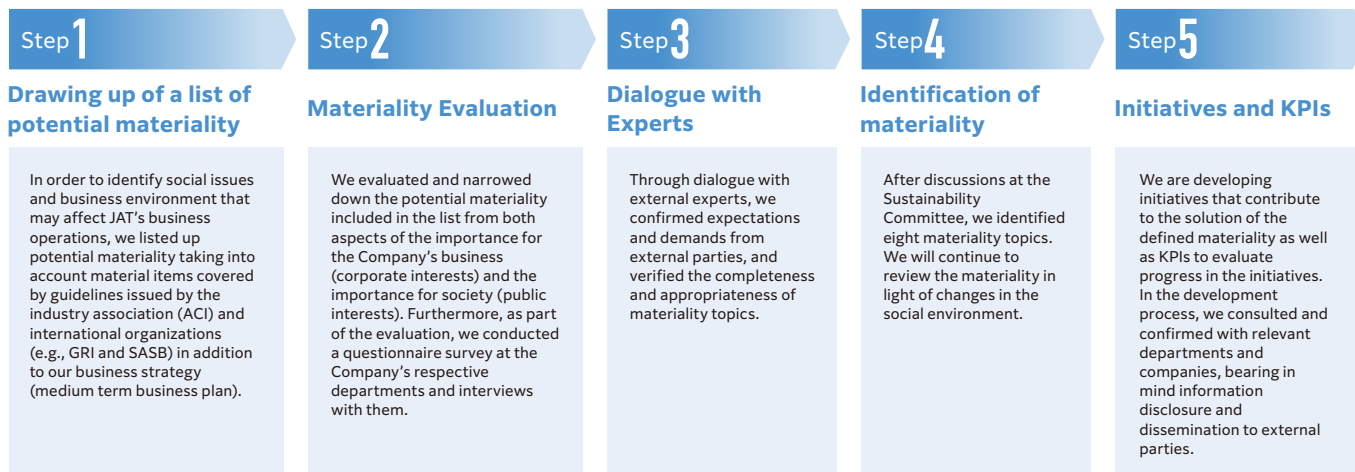 Step1
Drawing up of a list of
potential materiality
In order to identify social issues
and business environment that
may affect JAT's business
operations, we listed up
potential materiality taking into
account material items covered
by guidelines issued by the
industry association (ACI) and
international organizations
(e.g., GRI and SASB) in addition
to our business strategy
(medium term business plan).
Step2
Materiality Evaluation
We evaluated and narrowed
down the potential materiality
included in the list from both
aspects of the importance for
the Company's business
(corporate interests) and the
importance for society (public
interests). Furthermore, as part
of the evaluation, we conducted
a questionnaire survey at the
Company's respective
departments and interviews
with them.
Step3
Dialogue with
Experts
Through dialogue with
external experts, we
confirmed expectations
and demands from
external parties, and
verified the completeness
and appropriateness of
materiality topics.
Step4
Identification of
materiality
After discussions at the
Sustainability
Committee, we identified
eight materiality topics.
We will continue to
review the materiality in
light of changes in the
social environment.
Step5
Initiatives and KPIs
We are developing
initiatives that contribute
to the solution of the
defined materiality as well
as KPIs to evaluate
progress in the initiatives.
In the development
process, we consulted and
confirmed with relevant
departments and
companies, bearing in
mind information
disclosure and
dissemination to external
parties.